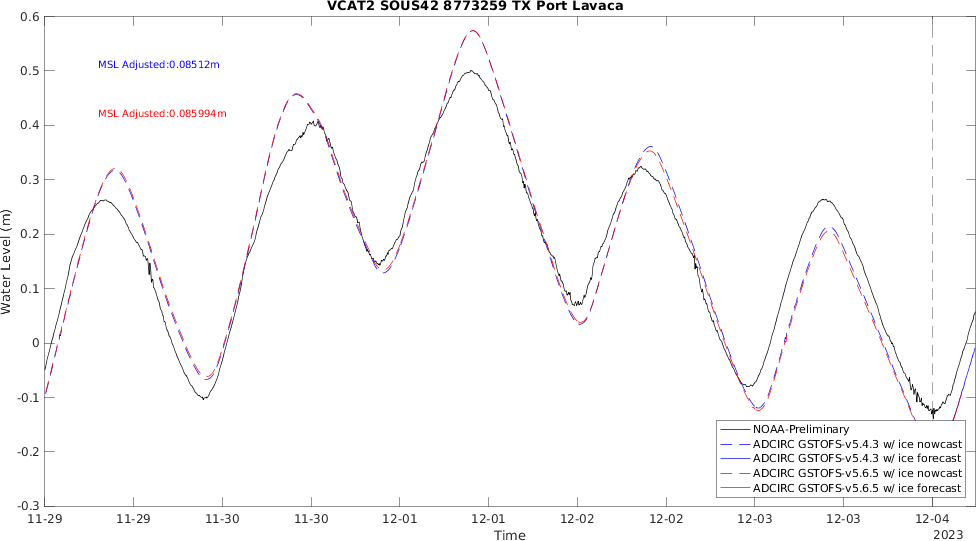 VCAT2 SOUS42 8773259 TX Port Lavaca
0.6
0.5
0.4
0.3
0.2
0.1
0
-0.1
-0.2
-0.3
Water Level (m)
MSL Adjusted:0.08512m
MSL Adjusted:0.085994m
NOAA-Preliminary
ADCIRC GSTOFS-v5.4.3 w/ ice nowcast
ADCIRC GSTOFS-v5.4.3 w/ ice forecast
ADCIRC GSTOFS-v5.6.5 w/ ice nowcast
ADCIRC GSTOFS-v5.6.5 w/ ice forecast
11-29 11-29 11-30 11-30 12-01 12-01 12-02 12-02 12-03 12-03 12-04
Time 2023